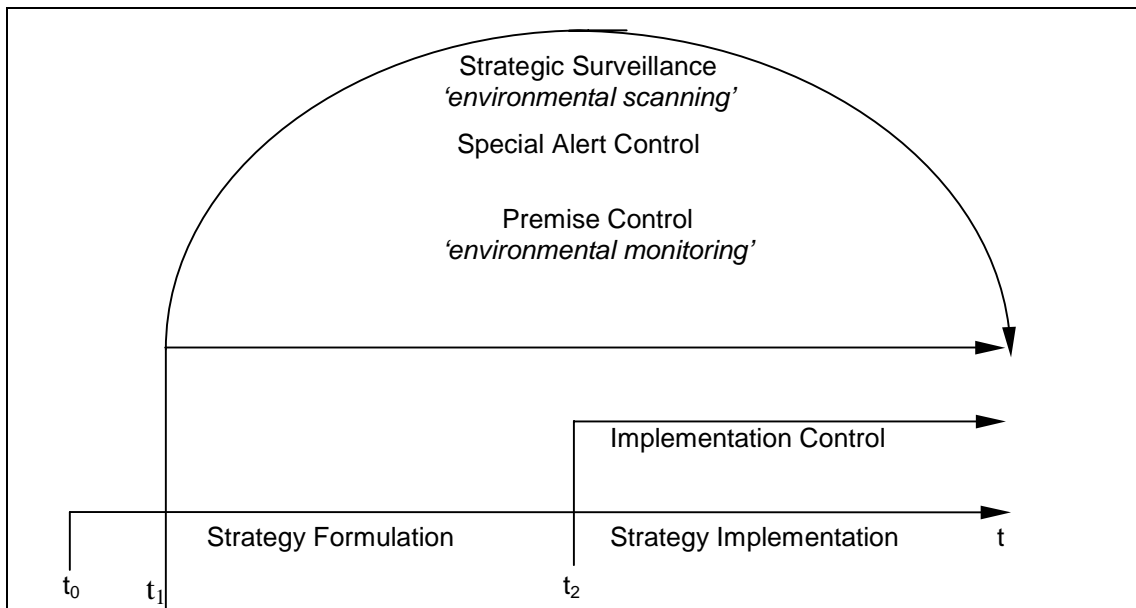 Strategic Surveillance
‘environmental scanning’
Special Alert Control
Premise Control
‘environmental monitoring’
Implementation Control
Strategy Formulation
Strategy Implementation
t
t₀
t₁
t₂